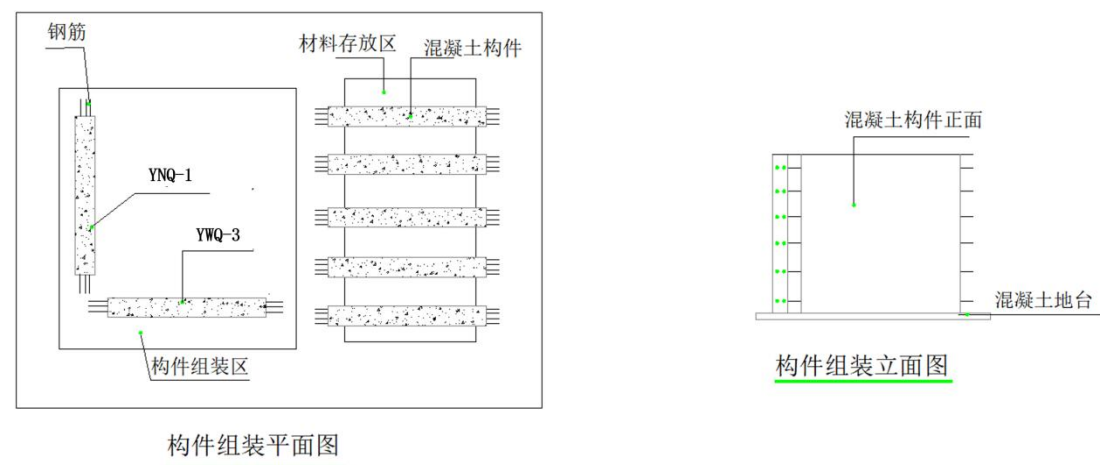 钢筋
材料存放区
混凝土构件
YNQ-1
YWQ-3
构件组装区
构件组装平面图
混凝土构件正面
混凝土地台
构件组装立面图